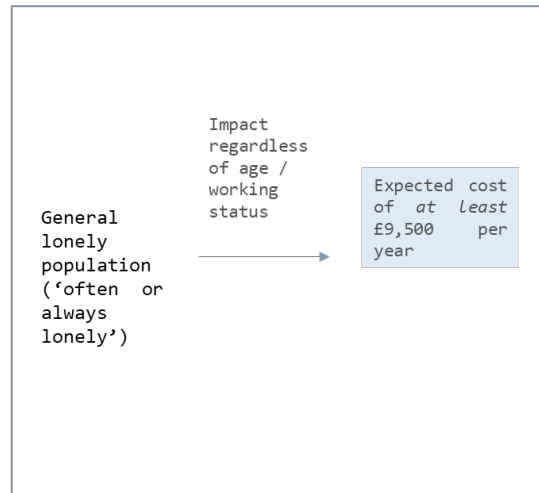 Impact
regardless
of age /
working
status
General
lonely
population
(‘often or
always
lonely’)
Expected cost
of at least
£9,500 per
year